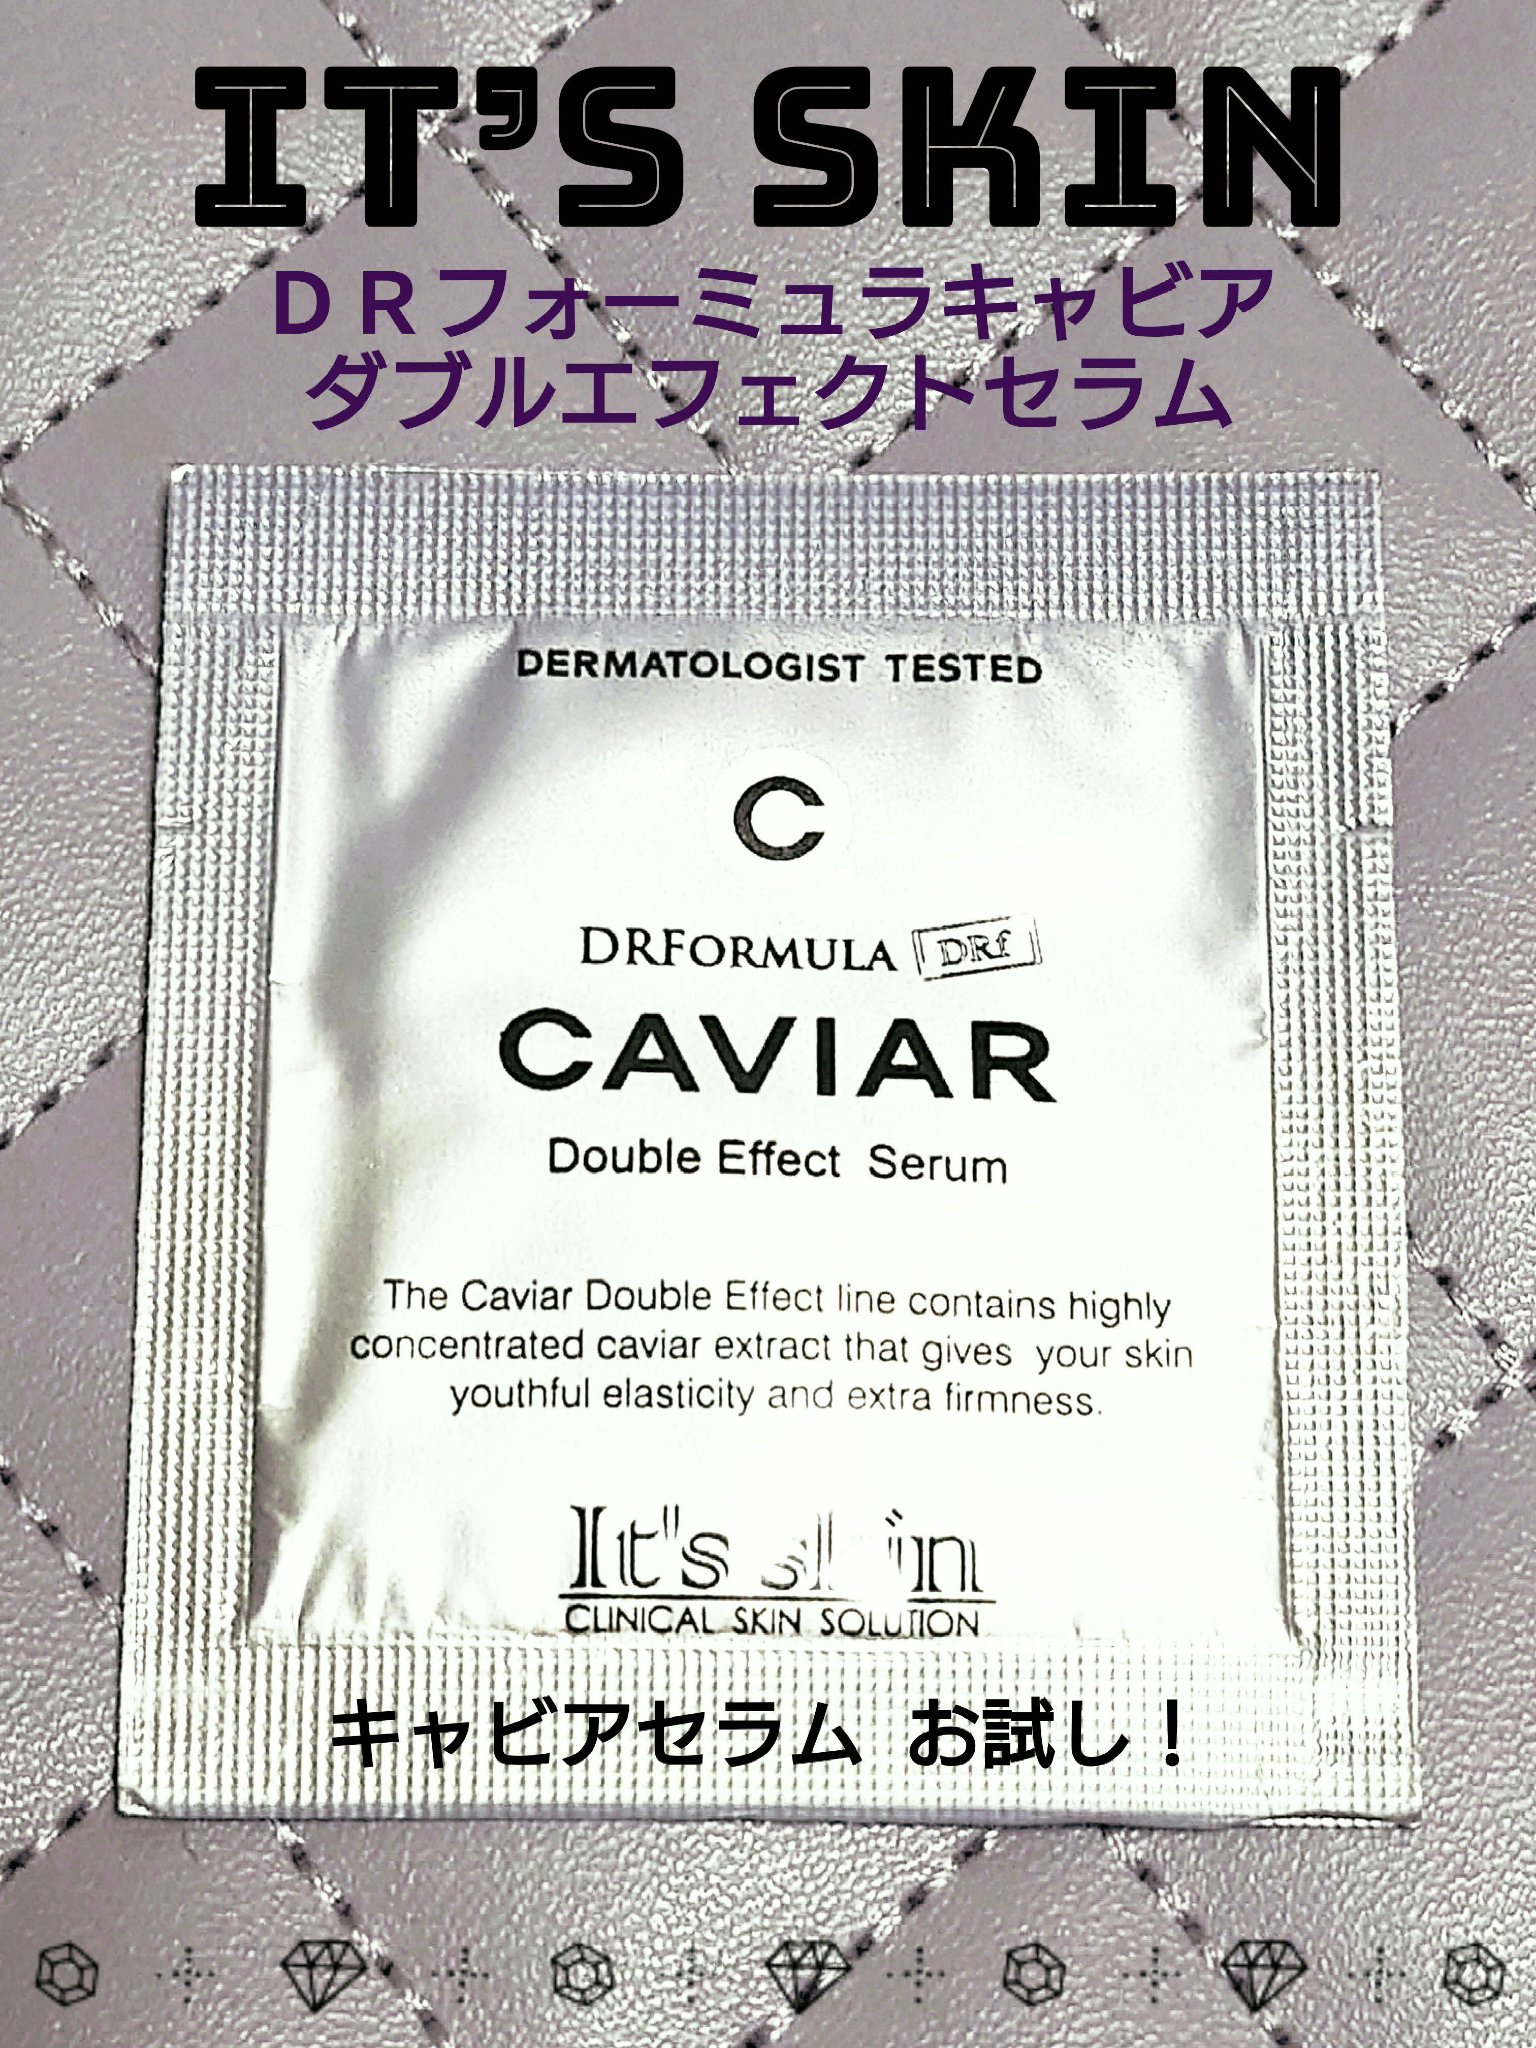 IT'S SKIN
DRフォーミュラキャビア
ダブルエフェクトセラム
DERMATOLOGIST TESTED
C
DRFORMULA DRf
CAVIAR
Double Effect Serum
The Caviar Double Effect line contains highly
concentrated caviar extract that gives your skin
youthful elasticity and extra firmness.
It's skin
CLINICAL SKIN SOLUTION
キャビアセラム お試し！